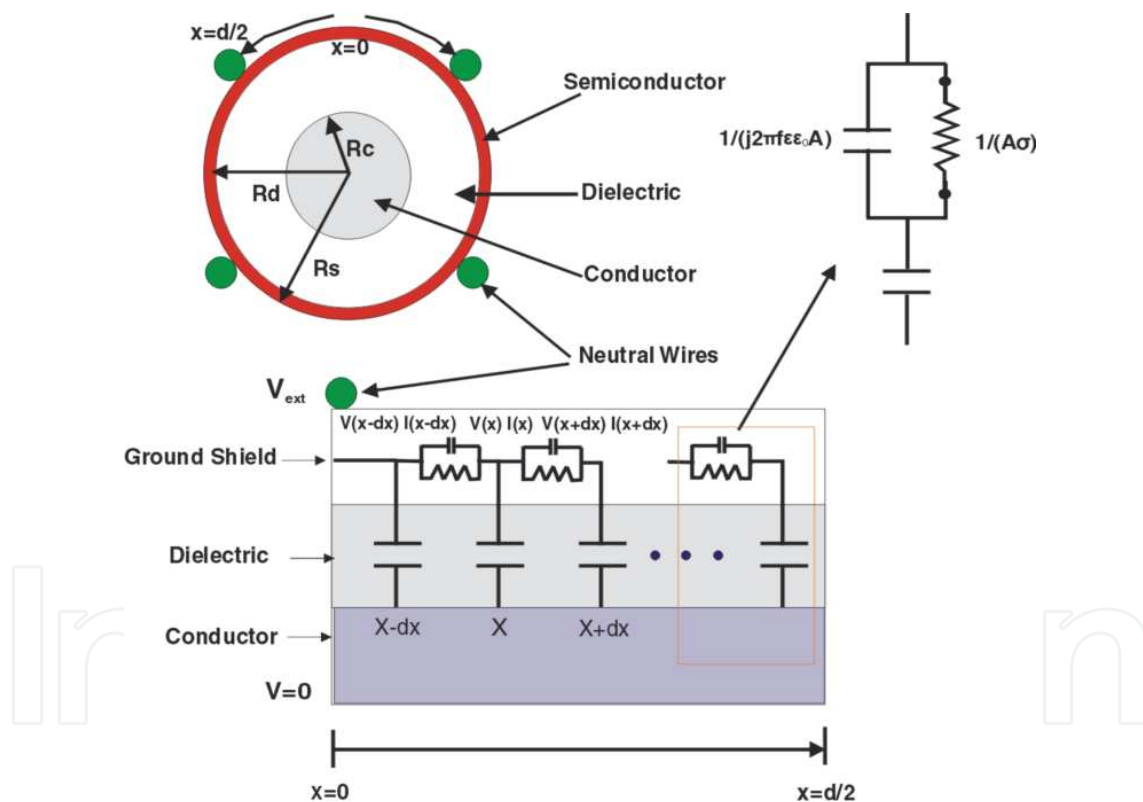 x=d/2
x=0
Semiconductor
Rc
Rd
Dielectric
Rs
Conductor
Neutral Wires
1/(j2πfεε₀A)
1/(Aσ)
Vext
V(x-dx) I(x-dx) V(x) I(x) V(x+dx) I(x+dx)
Ground Shield
Dielectric
Conductor
X-dx X X+dx
V=0
x=0
x=d/2